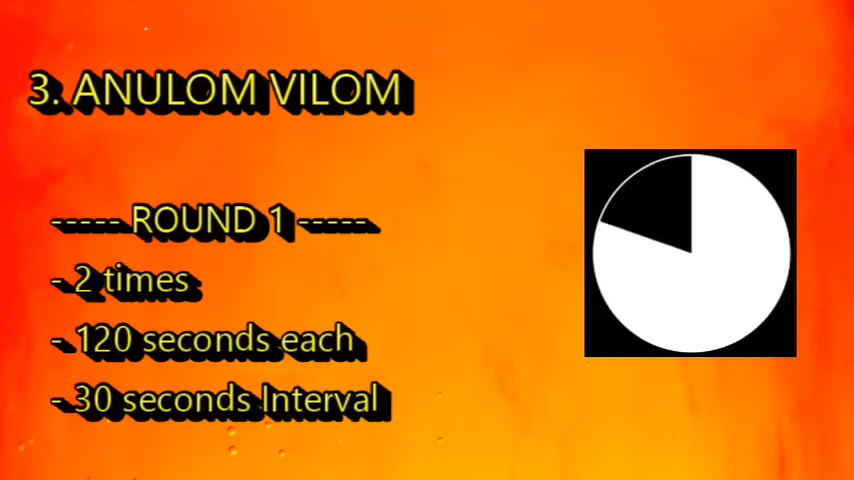 3. ANULOM VILOM
----- ROUND 1 -----
- 2 times
- 120 seconds each
- 30 seconds Interval